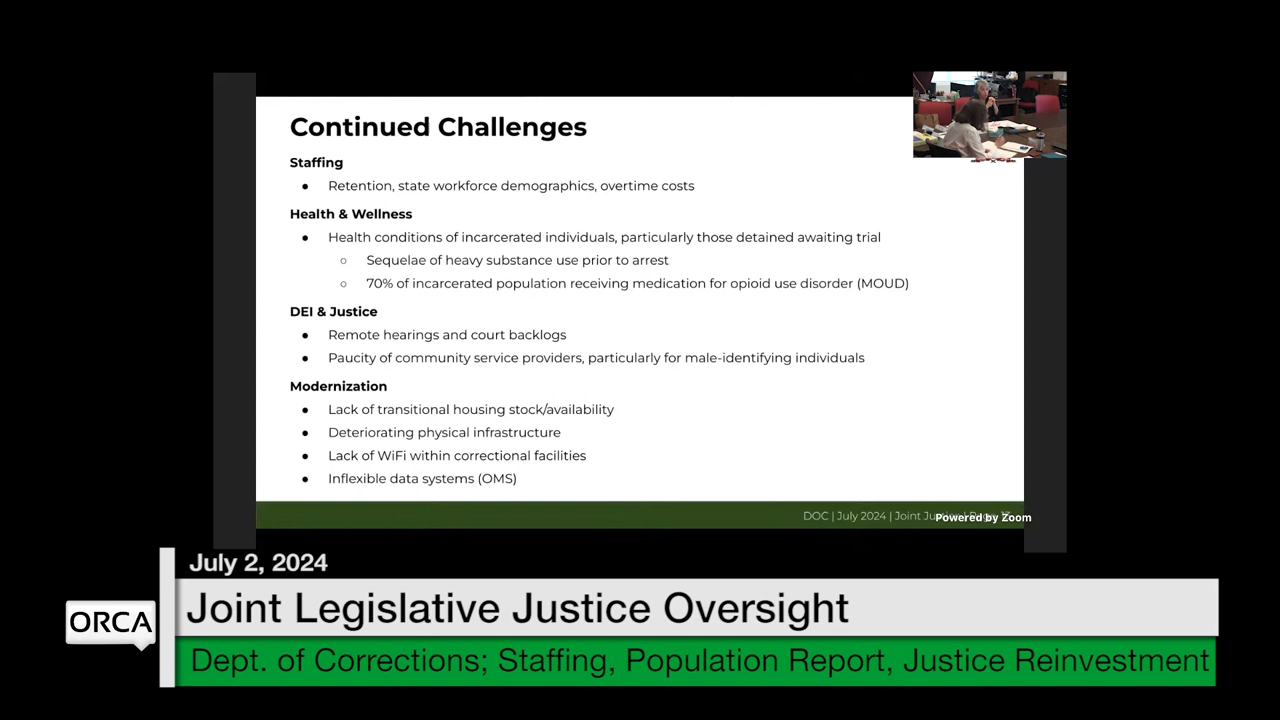 Continued Challenges
Staffing
● Retention, state workforce demographics, overtime costs
Health & Wellness
● Health conditions of incarcerated individuals, particularly those detained awaiting trial
○ Sequelae of heavy substance use prior to arrest
○ 70% of incarcerated population receiving medication for opioid use disorder (MOUD)
DEI & Justice
● Remote hearings and court backlogs
● Paucity of community service providers, particularly for male-identifying individuals
Modernization
● Lack of transitional housing stock/availability
● Deteriorating physical infrastructure
● Lack of WiFi within correctional facilities
● Inflexible data systems (OMS)
DOC | July 2024 | Joint
Powered by Zoom
July 2, 2024
ORCA
Joint Legislative Justice Oversight
Dept. of Corrections; Staffing, Population Report, Justice Reinvestment